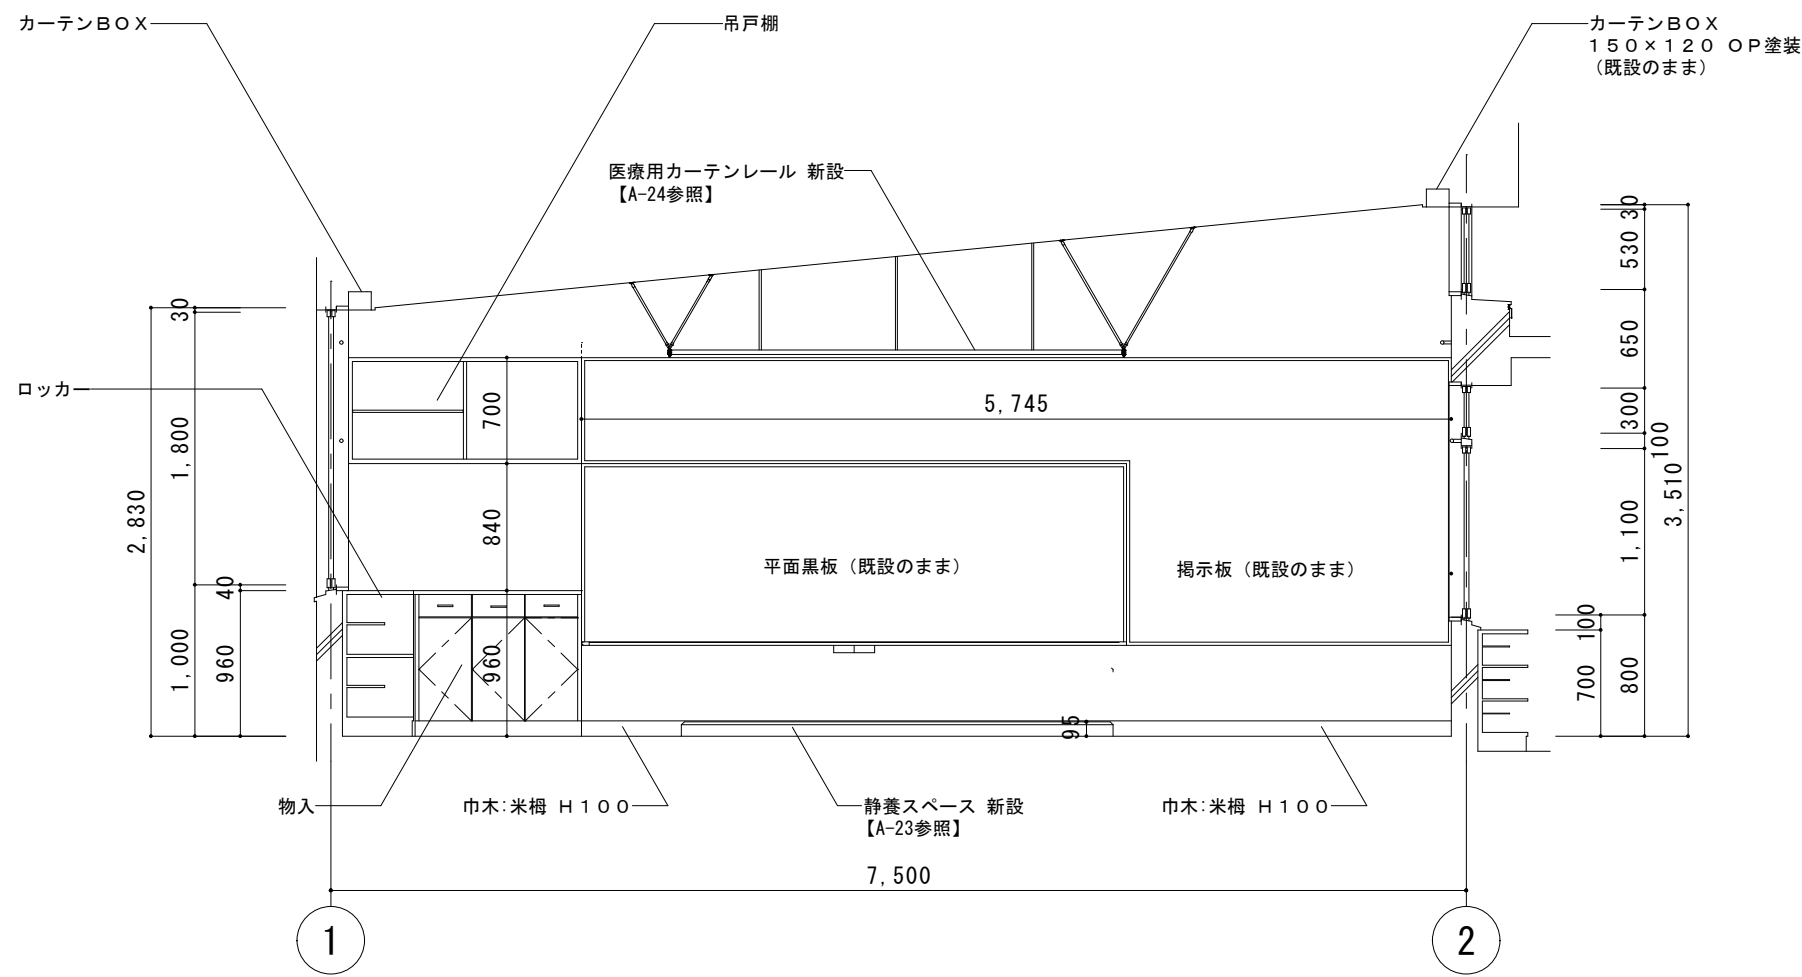 カーテンＢＯＸ
吊戸棚
カーテンＢＯＸ
１５０×１２０ ＯＰ塗装
（既設のまま）
医療用カーテンレール 新設
【A-24参照】
ロッカー
30
1,800
2,830
40
1,000
960
700
840
960
5,745
平面黒板（既設のまま）
掲示板（既設のまま）
95
30
530
650
300
100
3,510
1,100
100
700
800
物入
巾木:米栂 Ｈ１００
静養スペース 新設
【A-23参照】
巾木:米栂 Ｈ１００
7,500
1
2